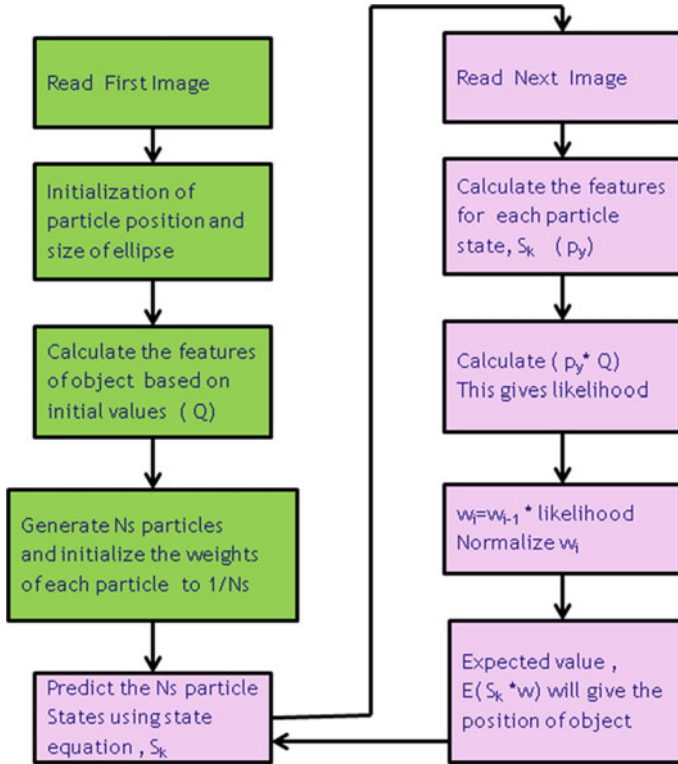 Read First Image
Initialization of
particle position and
size of ellipse
Calculate the features
of object based on
initial values ( Q)
Generate Ns particles
and initialize the weights
of each particle to 1/Ns
Predict the Ns particle
States using state
equation , Sₖ
Read Next Image
Calculate the features
for each particle
state, Sₖ ( p_y)
Calculate ( p_y* Q)
This gives likelihood
wᵢ=wᵢ₋₁ * likelihood
Normalize wᵢ
Expected value ,
E( Sₖ *w) will give the
position of object